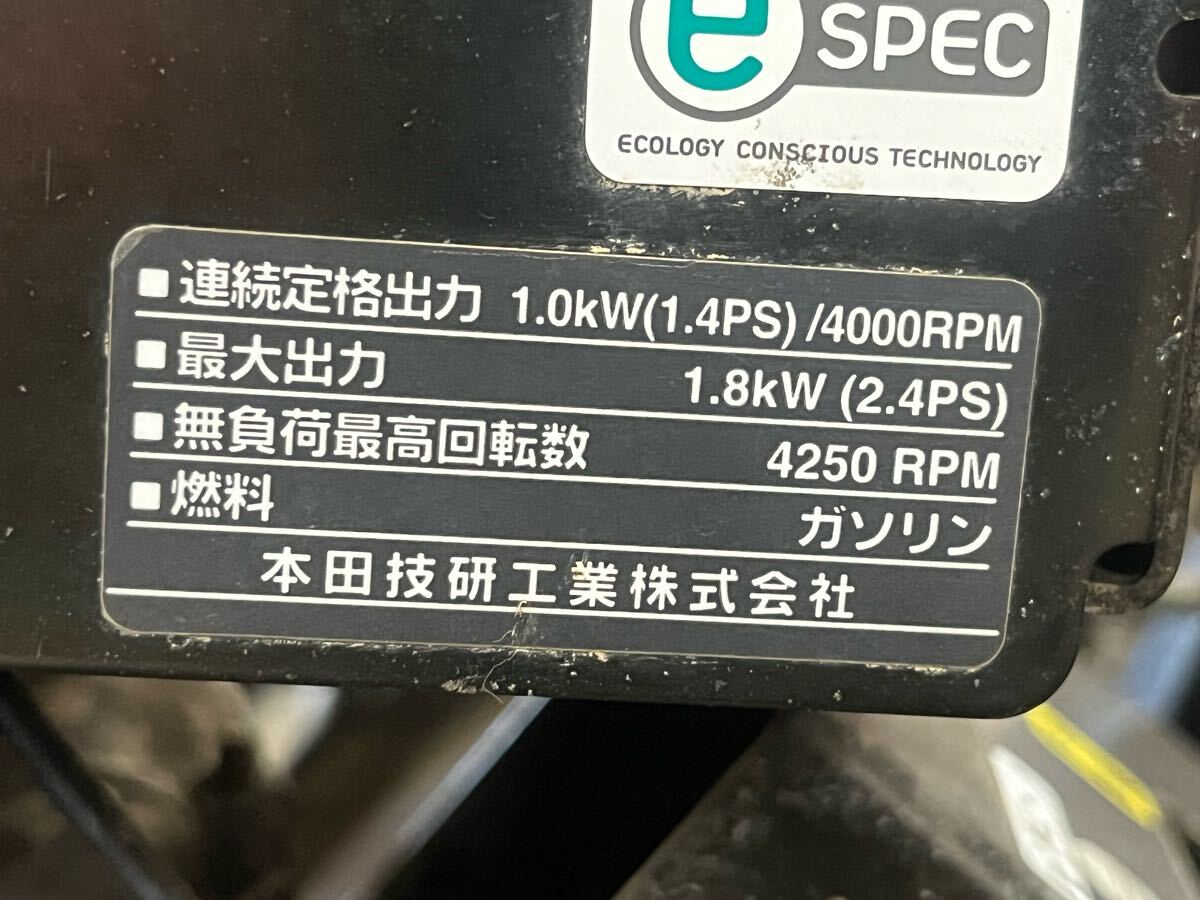 e SPEC
ECOLOGY CONSCIOUS TECHNOLOGY
■連続定格出力 1.0kW(1.4PS)/4000RPM
■最大出力 1.8kW (2.4PS)
■無負荷最高回転数 4250 RPM
■燃料 ガソリン
本田技研工業株式会社